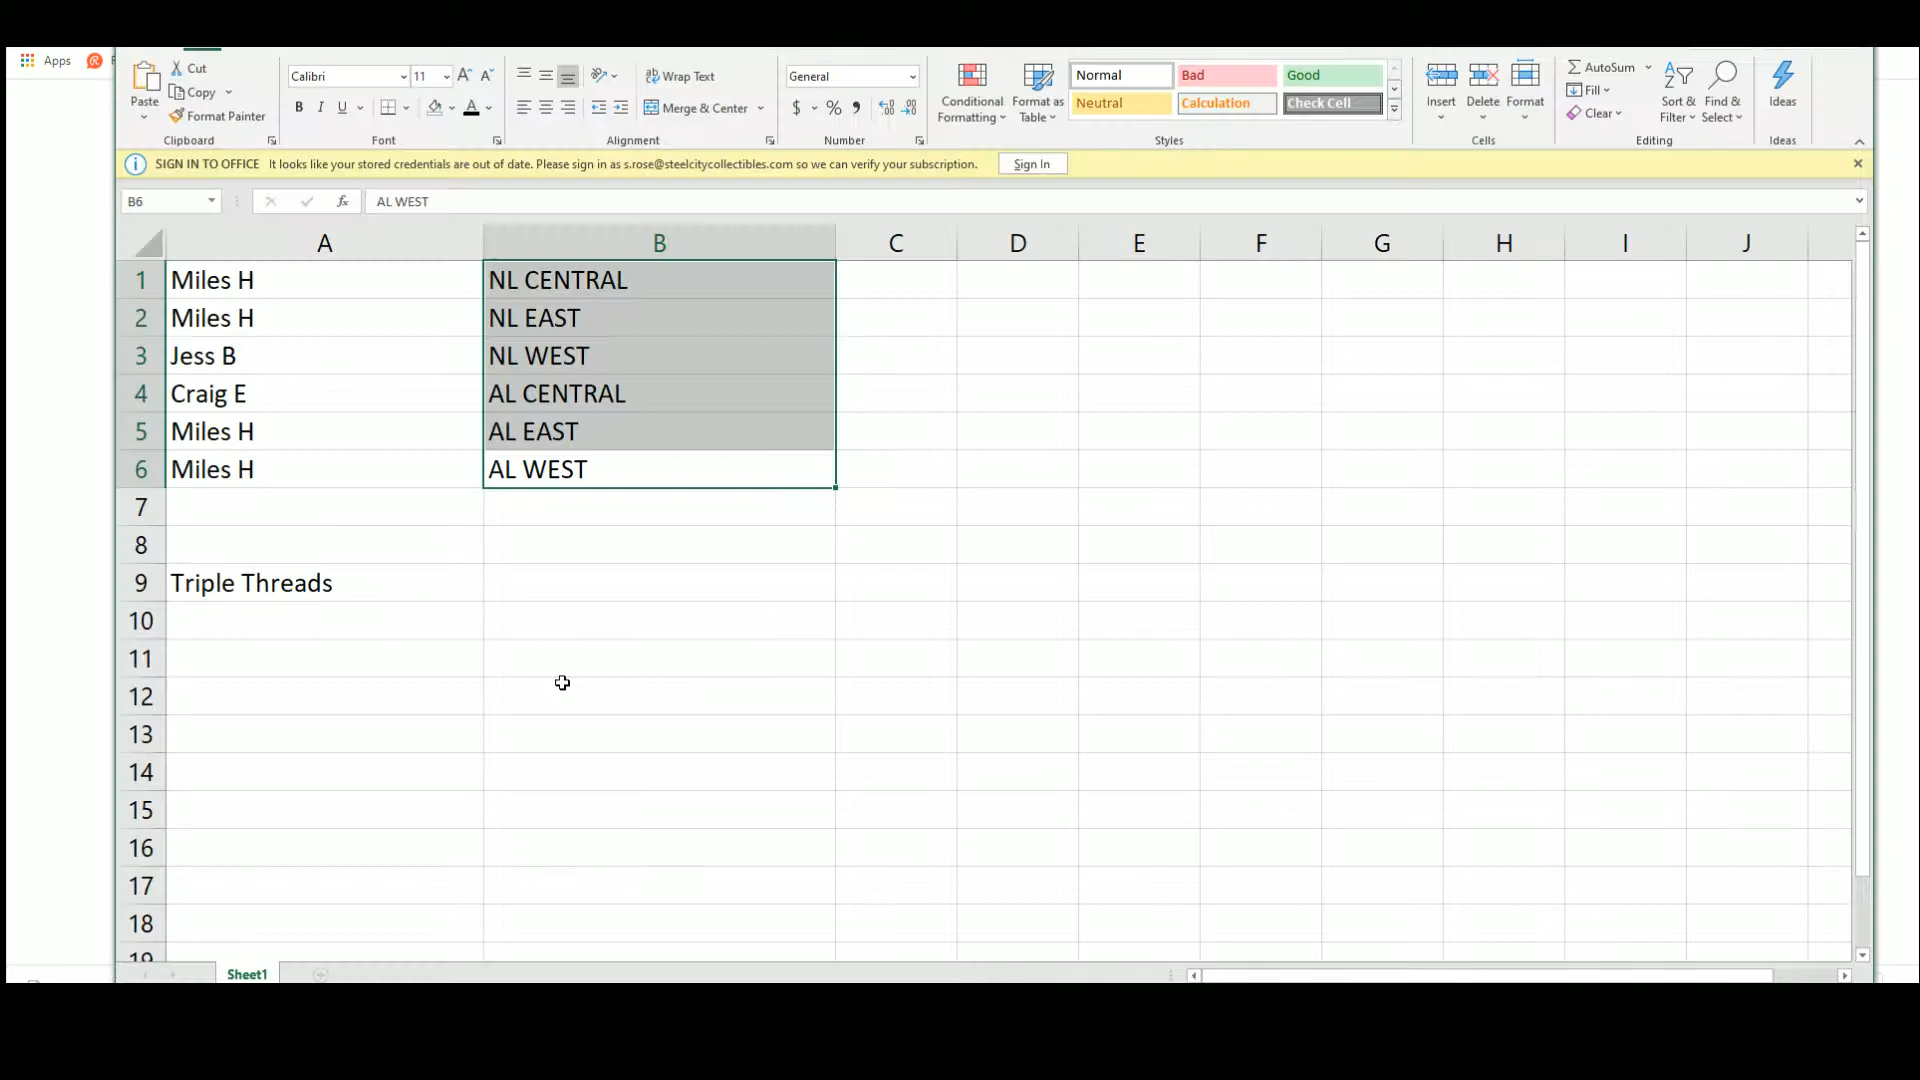 Apps
Paste
Cut
Copy
Format Painter
Clipboard
Calibri
11
B I U
Font
Wrap Text
Merge & Center
Alignment
General
$ % ,
Number
Conditional Formatting
Format as Table
Normal
Bad
Good
Neutral
Calculation
Check Cell
Styles
Insert
Delete
Format
Cells
AutoSum
Fill
Clear
Sort & Filter
Find & Select
Editing
Ideas
Ideas
SIGN IN TO OFFICE It looks like your stored credentials are out of date. Please sign in as s.rose@steelcitycollectibles.com so we can verify your subscription. Sign In
B6 fx AL WEST
A B C D E F G H I J
1 Miles H NL CENTRAL
2 Miles H NL EAST
3 Jess B NL WEST
4 Craig E AL CENTRAL
5 Miles H AL EAST
6 Miles H AL WEST
7
8
9 Triple Threads
10
11
12
13
14
15
16
17
18
19
Sheet1